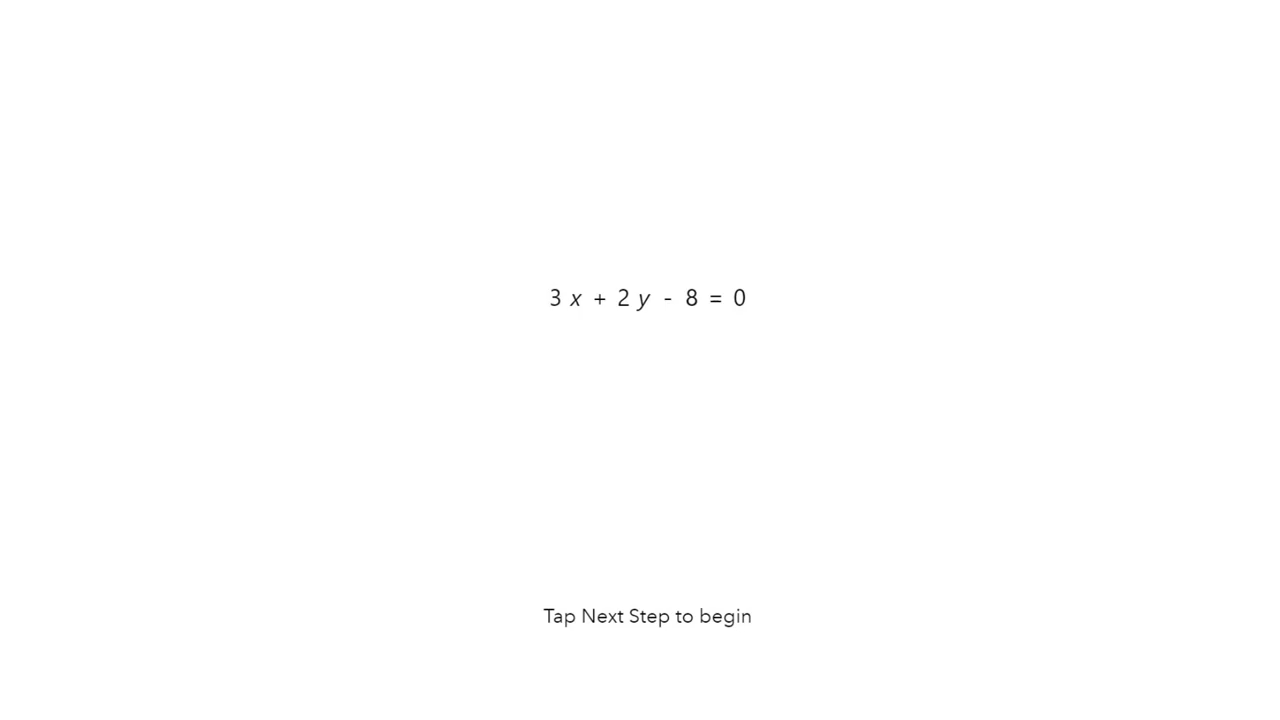 3 x + 2 y - 8 = 0
Tap Next Step to begin